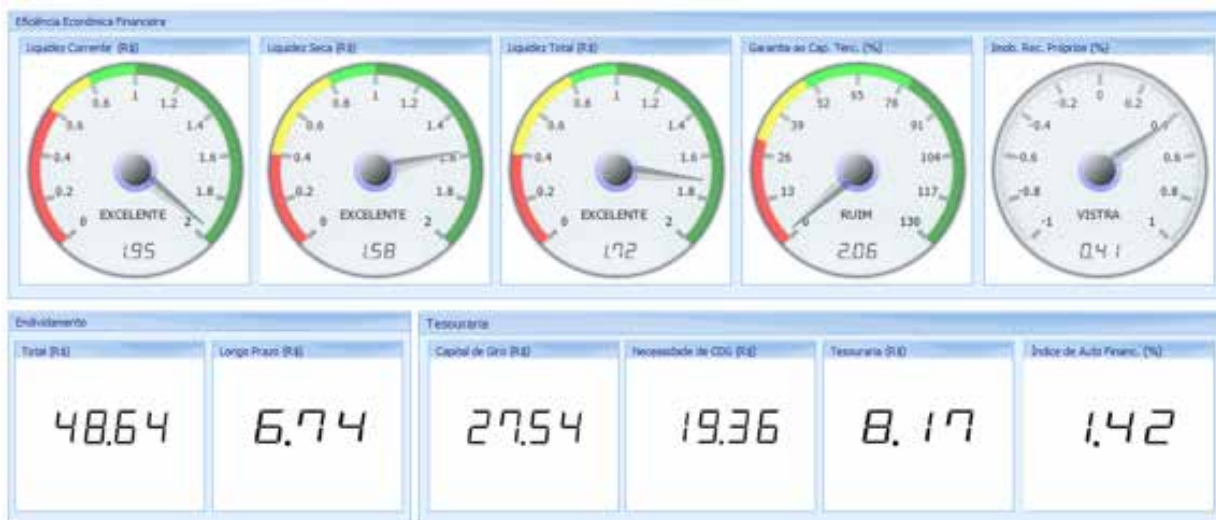 Eficiência Econômica Financeira
Liquidez Corrente (R$)
0 0.2 0.4 0.6 0.8 1 1.2 1.4 1.6 1.8 2
EXCELENTE
1.95
Liquidez Seca (R$)
0 0.2 0.4 0.6 0.8 1 1.2 1.4 1.6 1.8 2
EXCELENTE
1.58
Liquidez Total (R$)
0 0.2 0.4 0.6 0.8 1 1.2 1.4 1.6 1.8 2
EXCELENTE
1.72
Garantia ao Cap. Terc. (%)
0 13 26 39 52 65 78 91 104 117 130
RUIM
2.06
Imob. Rec. Próprios (%)
-1 -0.8 -0.6 -0.4 -0.2 0 0.2 0.4 0.6 0.8 1
VISTRA
0.41
Endividamento
Total (R$)
48.64
Longo Prazo (R$)
6.74
Tesouraria
Capital de Giro (R$)
27.54
Necessidade de CDG (R$)
19.36
Tesouraria (R$)
8.17
Índice de Auto Financ. (%)
1.42